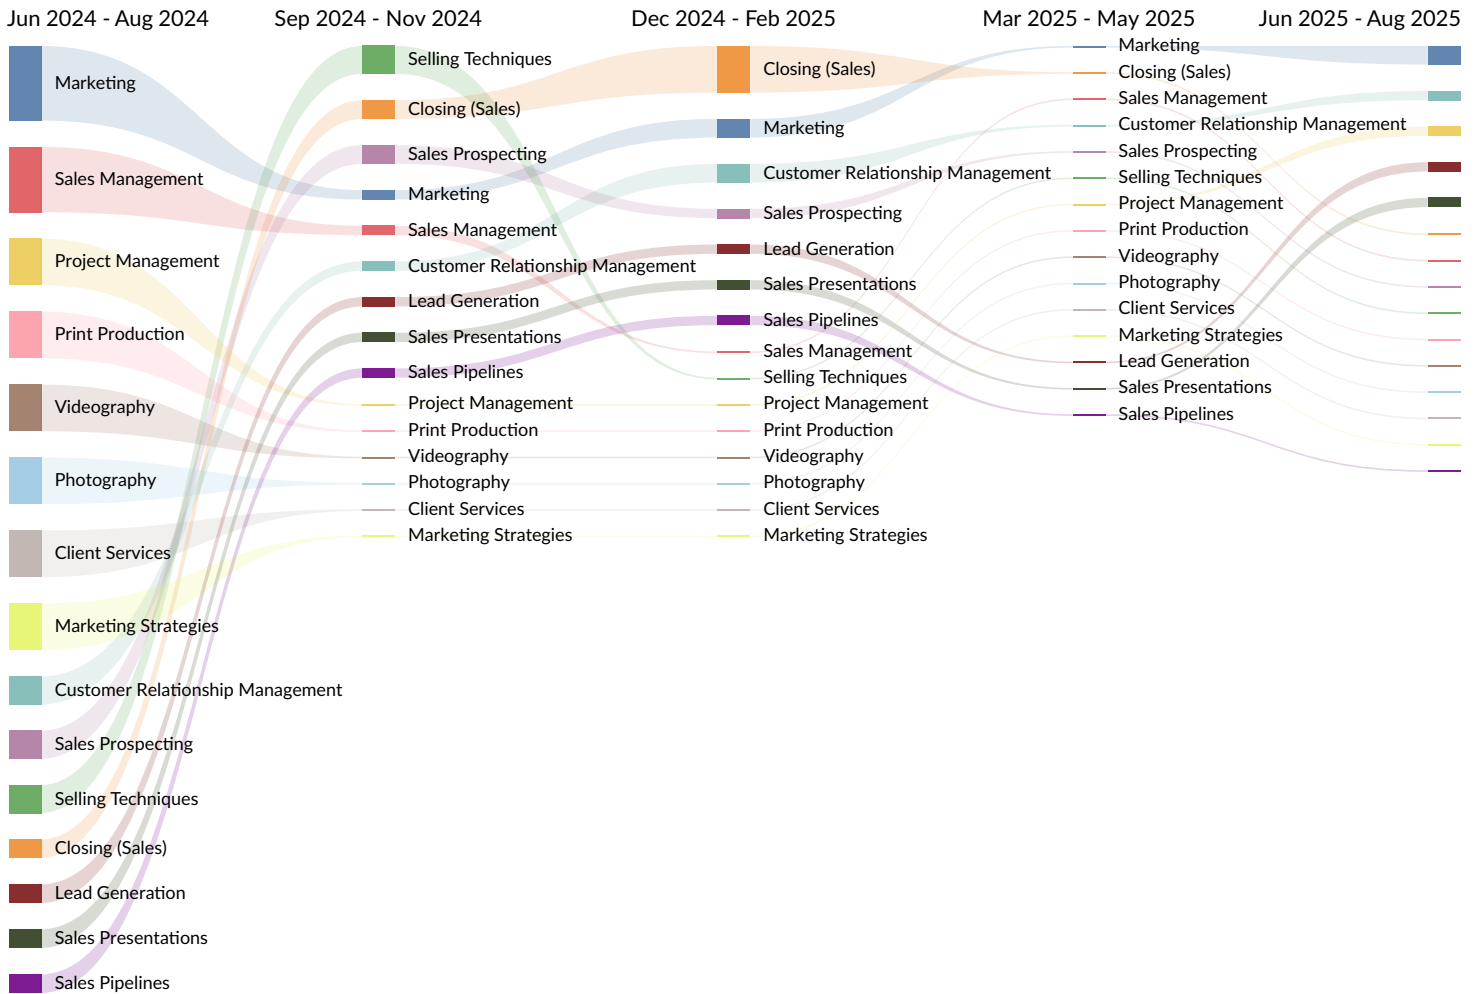 Jun 2024 - Aug 2024
Sep 2024 - Nov 2024
Dec 2024 - Feb 2025
Mar 2025 - May 2025
Jun 2025 - Aug 2025
Marketing
Sales Management
Project Management
Print Production
Videography
Photography
Client Services
Marketing Strategies
Customer Relationship Management
Sales Prospecting
Selling Techniques
Closing (Sales)
Lead Generation
Sales Presentations
Sales Pipelines
Selling Techniques
Closing (Sales)
Sales Prospecting
Marketing
Sales Management
Customer Relationship Management
Lead Generation
Sales Presentations
Sales Pipelines
Project Management
Print Production
Videography
Photography
Client Services
Marketing Strategies
Closing (Sales)
Marketing
Customer Relationship Management
Sales Prospecting
Lead Generation
Sales Presentations
Sales Pipelines
Sales Management
Selling Techniques
Project Management
Print Production
Videography
Photography
Client Services
Marketing Strategies
Marketing
Closing (Sales)
Sales Management
Customer Relationship Management
Sales Prospecting
Selling Techniques
Project Management
Print Production
Videography
Photography
Client Services
Marketing Strategies
Lead Generation
Sales Presentations
Sales Pipelines